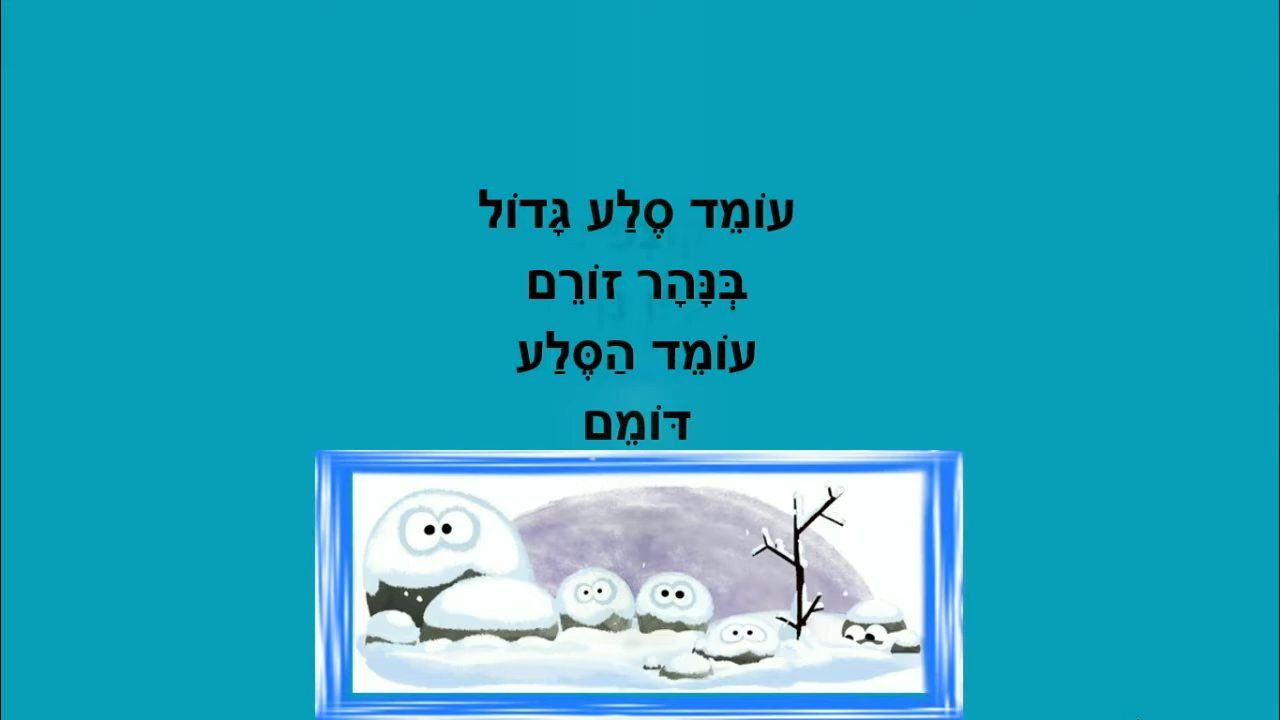 עוֹמֵד סֶלַע גָּדוֹל
בְּנָּהָר זוֹרֵם
עוֹמֵד הַסֶּלַע
דּוֹמֵם